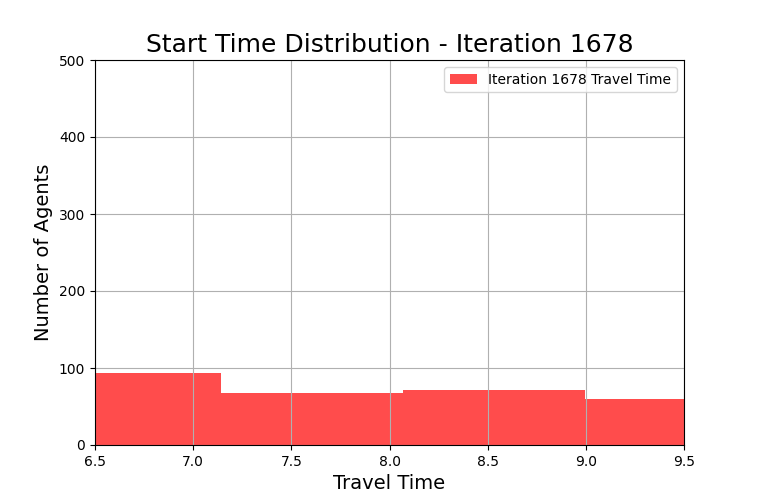 Start Time Distribution - Iteration 1678
Iteration 1678 Travel Time
Number of Agents
500
400
300
200
100
0
6.5 7.0 7.5 8.0 8.5 9.0 9.5
Travel Time